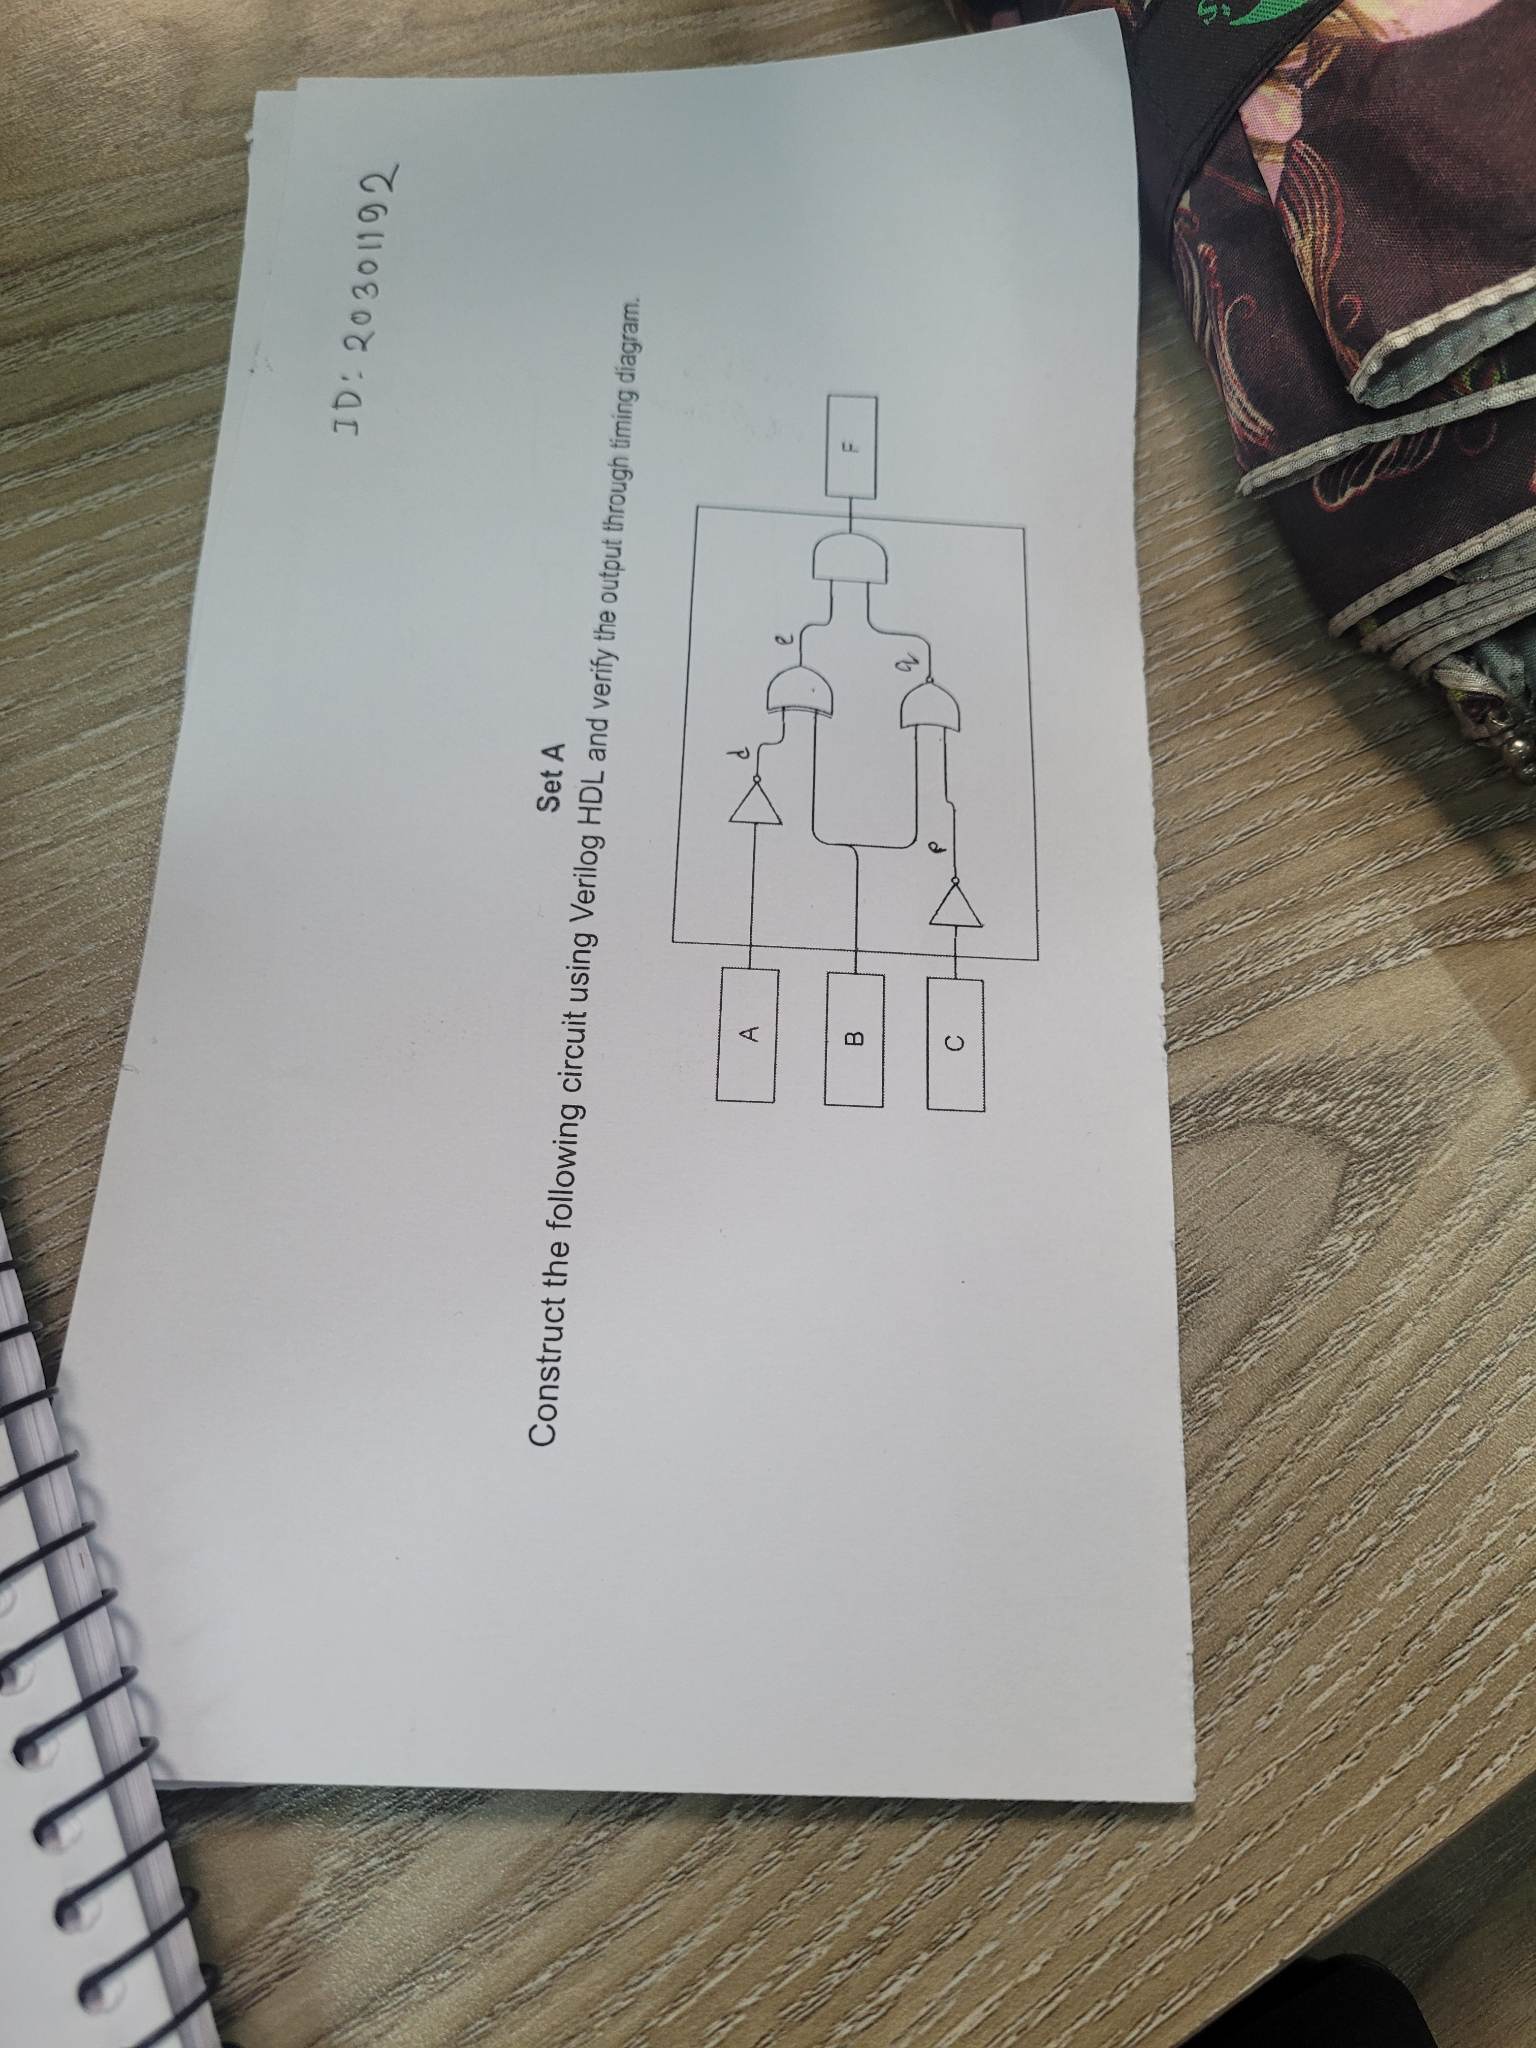 ID: 20301192
Set A
Construct the following circuit using Verilog HDL and verify the output through timing diagram.
A
d
e
B
F
C
P
q